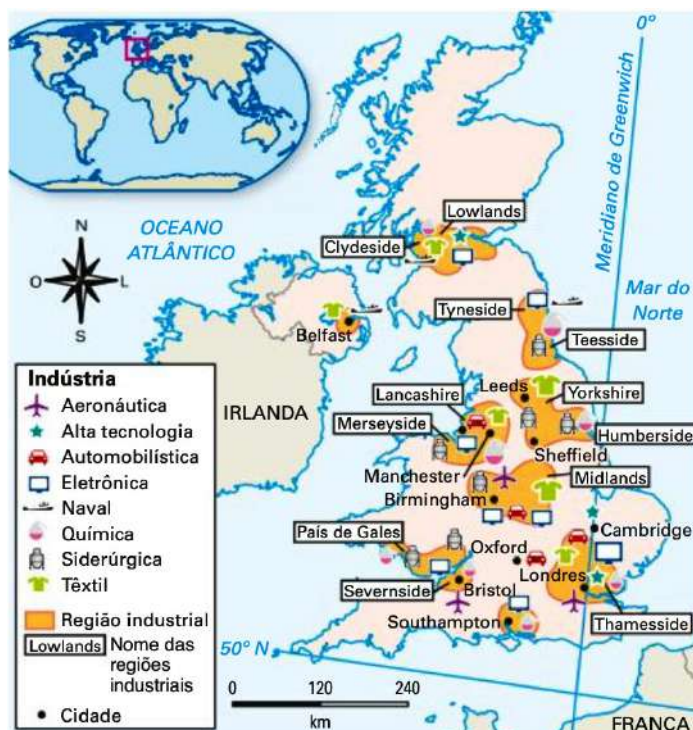 0º
Meridiano de Greenwich
OCEANO
ATLÂNTICO
N
O
L
S
Mar do
Norte
Lowlands
Clydeside
Tyneside
Teesside
Belfast
IRLANDA
Leeds
Yorkshire
Lancashire
Merseyside
Humberside
Manchester
Sheffield
Birmingham
Midlands
Cambridge
País de Gales
Oxford
Londres
Severnside
Bristol
Southampton
Thamesside
50º N
FRANÇA
Indústria
Aeronáutica
Alta tecnologia
Automobilística
Eletrônica
Naval
Química
Siderúrgica
Têxtil
Região industrial
Lowlands
Nome das
regiões
industriais
Cidade
0
120
240
km